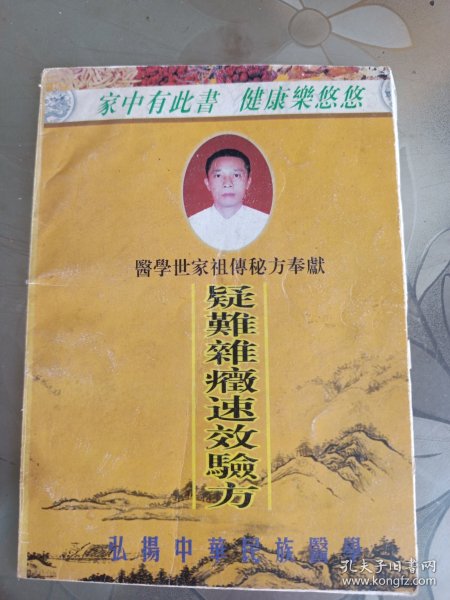 家中有此書 健康樂悠悠
醫學世家祖傳秘方奉獻
疑難雜癥速效驗方
弘揚中華民族醫學
孔夫子旧书网
www.kongfz.com